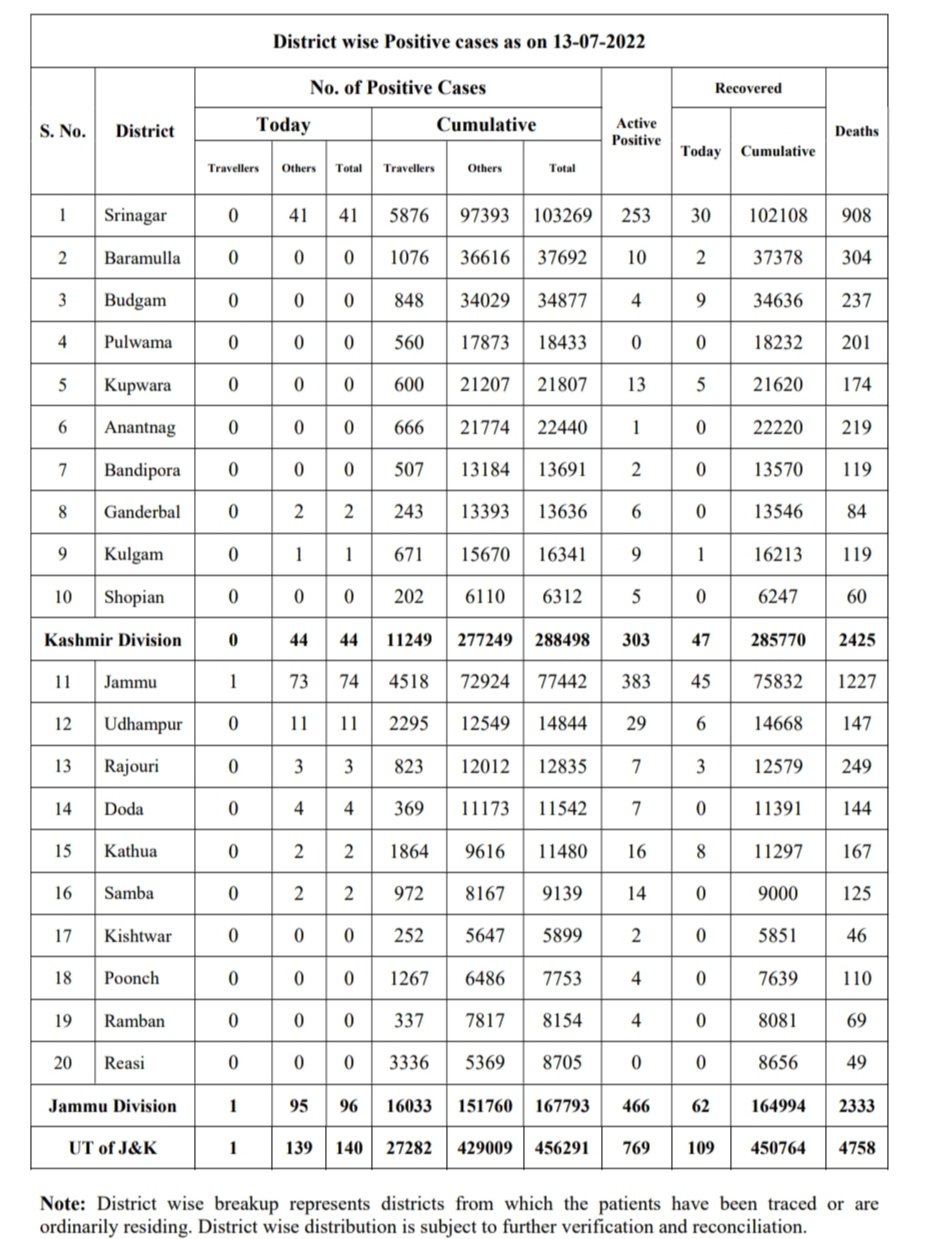 District wise Positive cases as on 13-07-2022
S. No. District No. of Positive Cases Active Positive Recovered Deaths
Today Cumulative Today Cumulative
Travellers Others Total Travellers Others Total
1 Srinagar 0 41 41 5876 97393 103269 253 30 102108 908
2 Baramulla 0 0 0 1076 36616 37692 10 2 37378 304
3 Budgam 0 0 0 848 34029 34877 4 9 34636 237
4 Pulwama 0 0 0 560 17873 18433 0 0 18232 201
5 Kupwara 0 0 0 600 21207 21807 13 5 21620 174
6 Anantnag 0 0 0 666 21774 22440 1 0 22220 219
7 Bandipora 0 0 0 507 13184 13691 2 0 13570 119
8 Ganderbal 0 2 2 243 13393 13636 6 0 13546 84
9 Kulgam 0 1 1 671 15670 16341 9 1 16213 119
10 Shopian 0 0 0 202 6110 6312 5 0 6247 60
Kashmir Division 0 44 44 11249 277249 288498 303 47 285770 2425
11 Jammu 1 73 74 4518 72924 77442 383 45 75832 1227
12 Udhampur 0 11 11 2295 12549 14844 29 6 14668 147
13 Rajouri 0 3 3 823 12012 12835 7 3 12579 249
14 Doda 0 4 4 369 11173 11542 7 0 11391 144
15 Kathua 0 2 2 1864 9616 11480 16 8 11297 167
16 Samba 0 2 2 972 8167 9139 14 0 9000 125
17 Kishtwar 0 0 0 252 5647 5899 2 0 5851 46
18 Poonch 0 0 0 1267 6486 7753 4 0 7639 110
19 Ramban 0 0 0 337 7817 8154 4 0 8081 69
20 Reasi 0 0 0 3336 5369 8705 0 0 8656 49
Jammu Division 1 95 96 16033 151760 167793 466 62 164994 2333
UT of J&K 1 139 140 27282 429009 456291 769 109 450764 4758
Note: District wise breakup represents districts from which the patients have been traced or are
ordinarily residing. District wise distribution is subject to further verification and reconciliation.